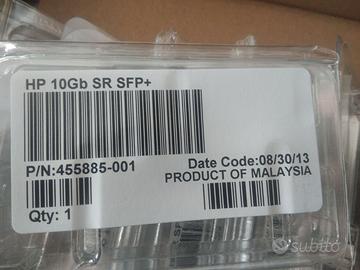 HP 10Gb SR SFP+
P/N:455885-001
Date Code:08/30/13
PRODUCT OF MALAYSIA
Qty: 1
subito